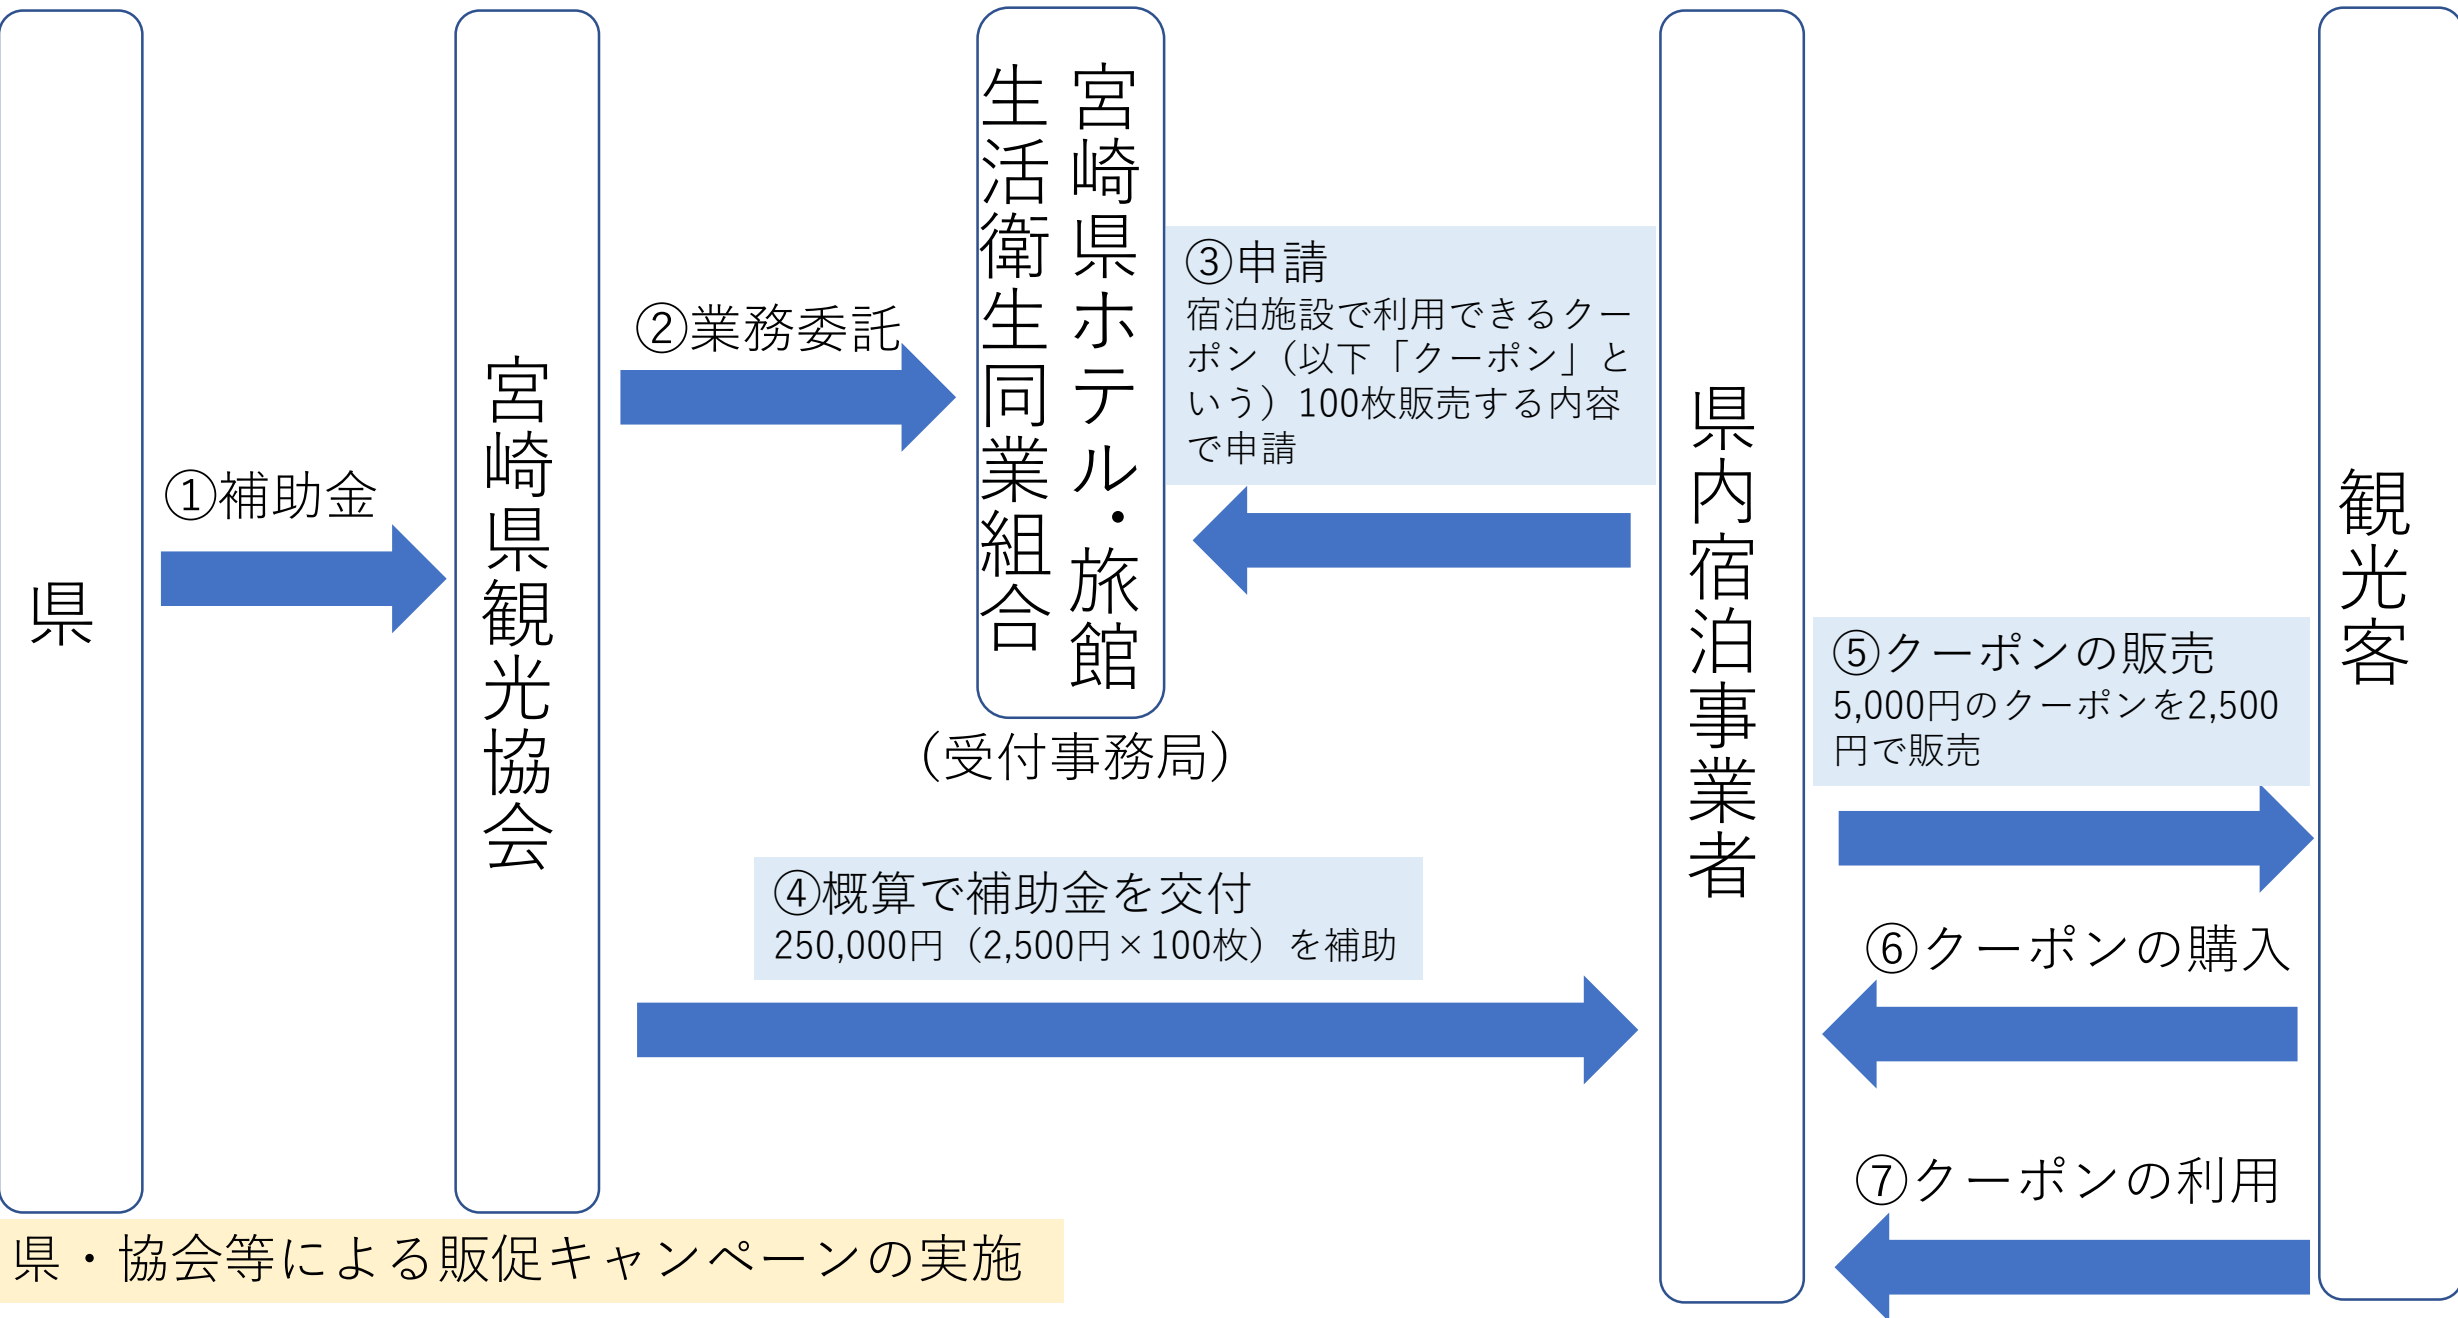 県
①補助金
宮崎県観光協会
②業務委託
宮崎県ホテル・旅館
生活衛生同業組合
（受付事務局）
③申請
宿泊施設で利用できるクー
ポン（以下「クーポン」と
いう）100枚販売する内容
で申請
④概算で補助金を交付
250,000円（2,500円×100枚）を補助
県内宿泊事業者
⑤クーポンの販売
5,000円のクーポンを2,500
円で販売
⑥クーポンの購入
⑦クーポンの利用
観光客
県・協会等による販促キャンペーンの実施